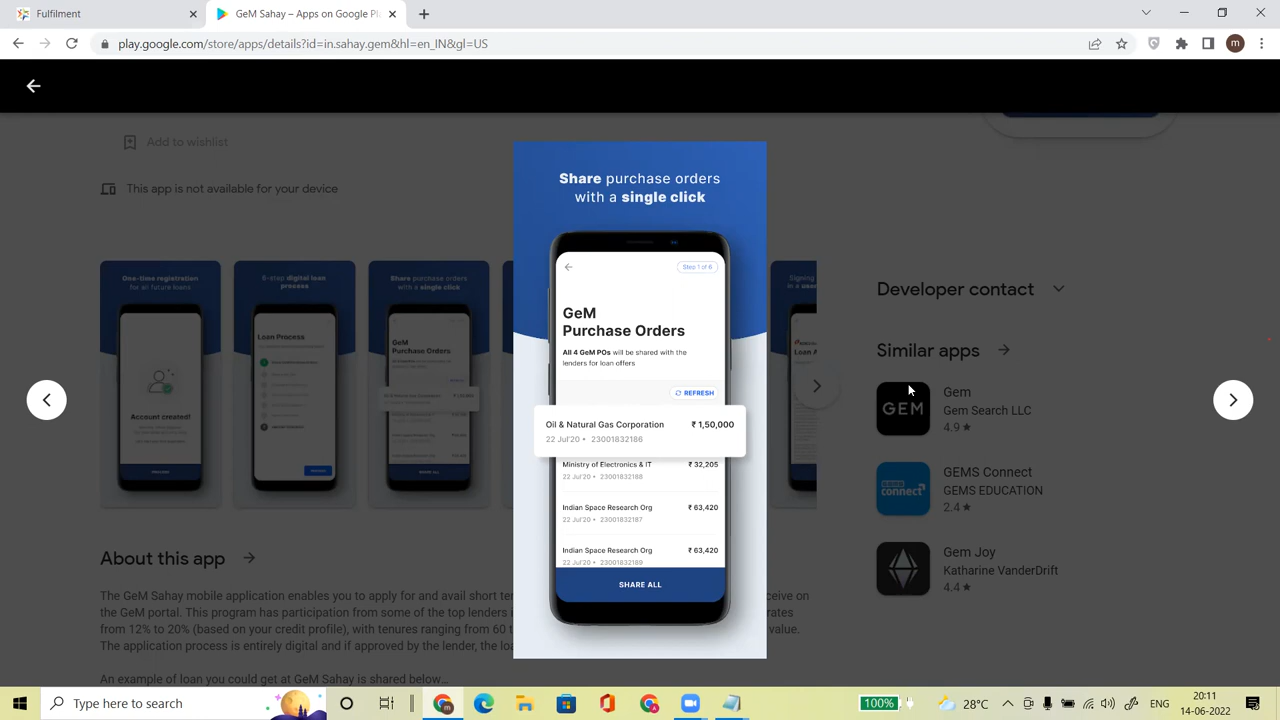 Fulfilment
GeM Sahay – Apps on Google Pl
play.google.com/store/apps/details?id=in.sahay.gem&hl=en_IN&gl=US
m
Add to wishlist
This app is not available for your device
One-time registration
for all future loans
Account created!
6-step digital loan
process
Loan Process
Share purchase orders
with a single click
GeM
Purchase Orders
SHARE ALL
Share purchase orders
with a single click
Step 1 of 6
GeM
Purchase Orders
All 4 GeM POs will be shared with the
lenders for loan offers
REFRESH
Oil & Natural Gas Corporation ₹ 1,50,000
22 Jul'20 • 23001832186
Ministry of Electronics & IT ₹ 32,205
22 Jul'20 • 23001832188
Indian Space Research Org ₹ 63,420
22 Jul'20 • 23001832187
Indian Space Research Org ₹ 63,420
22 Jul'20 • 23001832189
SHARE ALL
Signing
Developer contact
Similar apps
GEM
Gem
Gem Search LLC
4.9 ★
connect
GEMS Connect
GEMS EDUCATION
2.4 ★
Gem Joy
Katharine VanDerdrift
4.4 ★
About this app
The GeM Sahay mobile application enables you to apply for and avail short ceive on
the GeM portal. This program has participation from some of the top lenders rates
from 12% to 20% (based on your credit profile), with tenures ranging from 60 value.
The application process is entirely digital and if approved by the lender, the
An example of loan you could get at GeM Sahay is shared below...
Type here to search
100%
28°C
ENG
20:11
14-06-2022